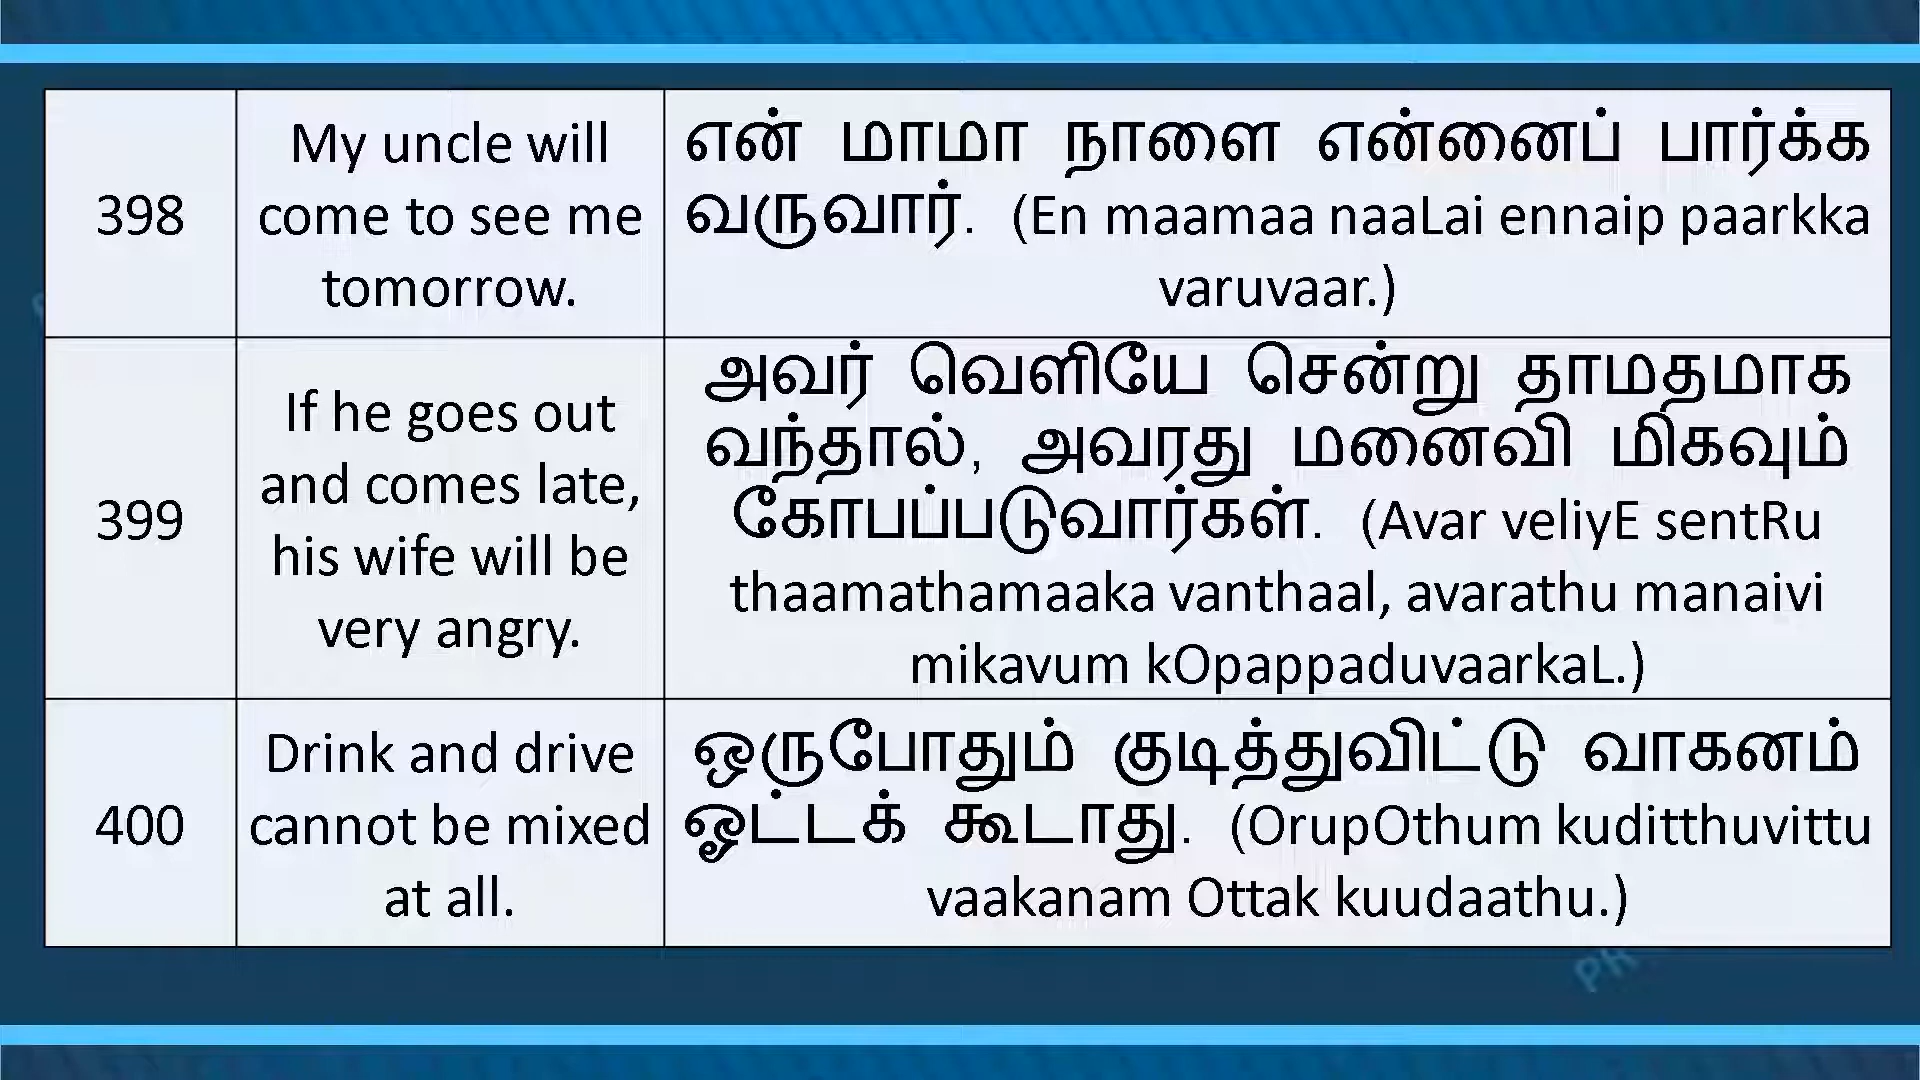 398
My uncle will
come to see me
tomorrow.
என் மாமா நாளை என்னைப் பார்க்க
வருவார். (En maamaa naaLai ennaip paarkka
varuvaar.)
399
If he goes out
and comes late,
his wife will be
very angry.
அவர் வெளியே சென்று தாமதமாக
வந்தால், அவரது மனைவி மிகவும்
கோபப்படுவார்கள். (Avar veliyE sentRu
thaamathamaaka vanthaal, avarathu manaivi
mikavum kOpappaduvaarkaL.)
400
Drink and drive
cannot be mixed
at all.
ஒருபோதும் குடித்துவிட்டு வாகனம்
ஓட்டக் கூடாது. (OrupOthum kuditthuvittu
vaakanam Ottak kuudaathu.)
PR